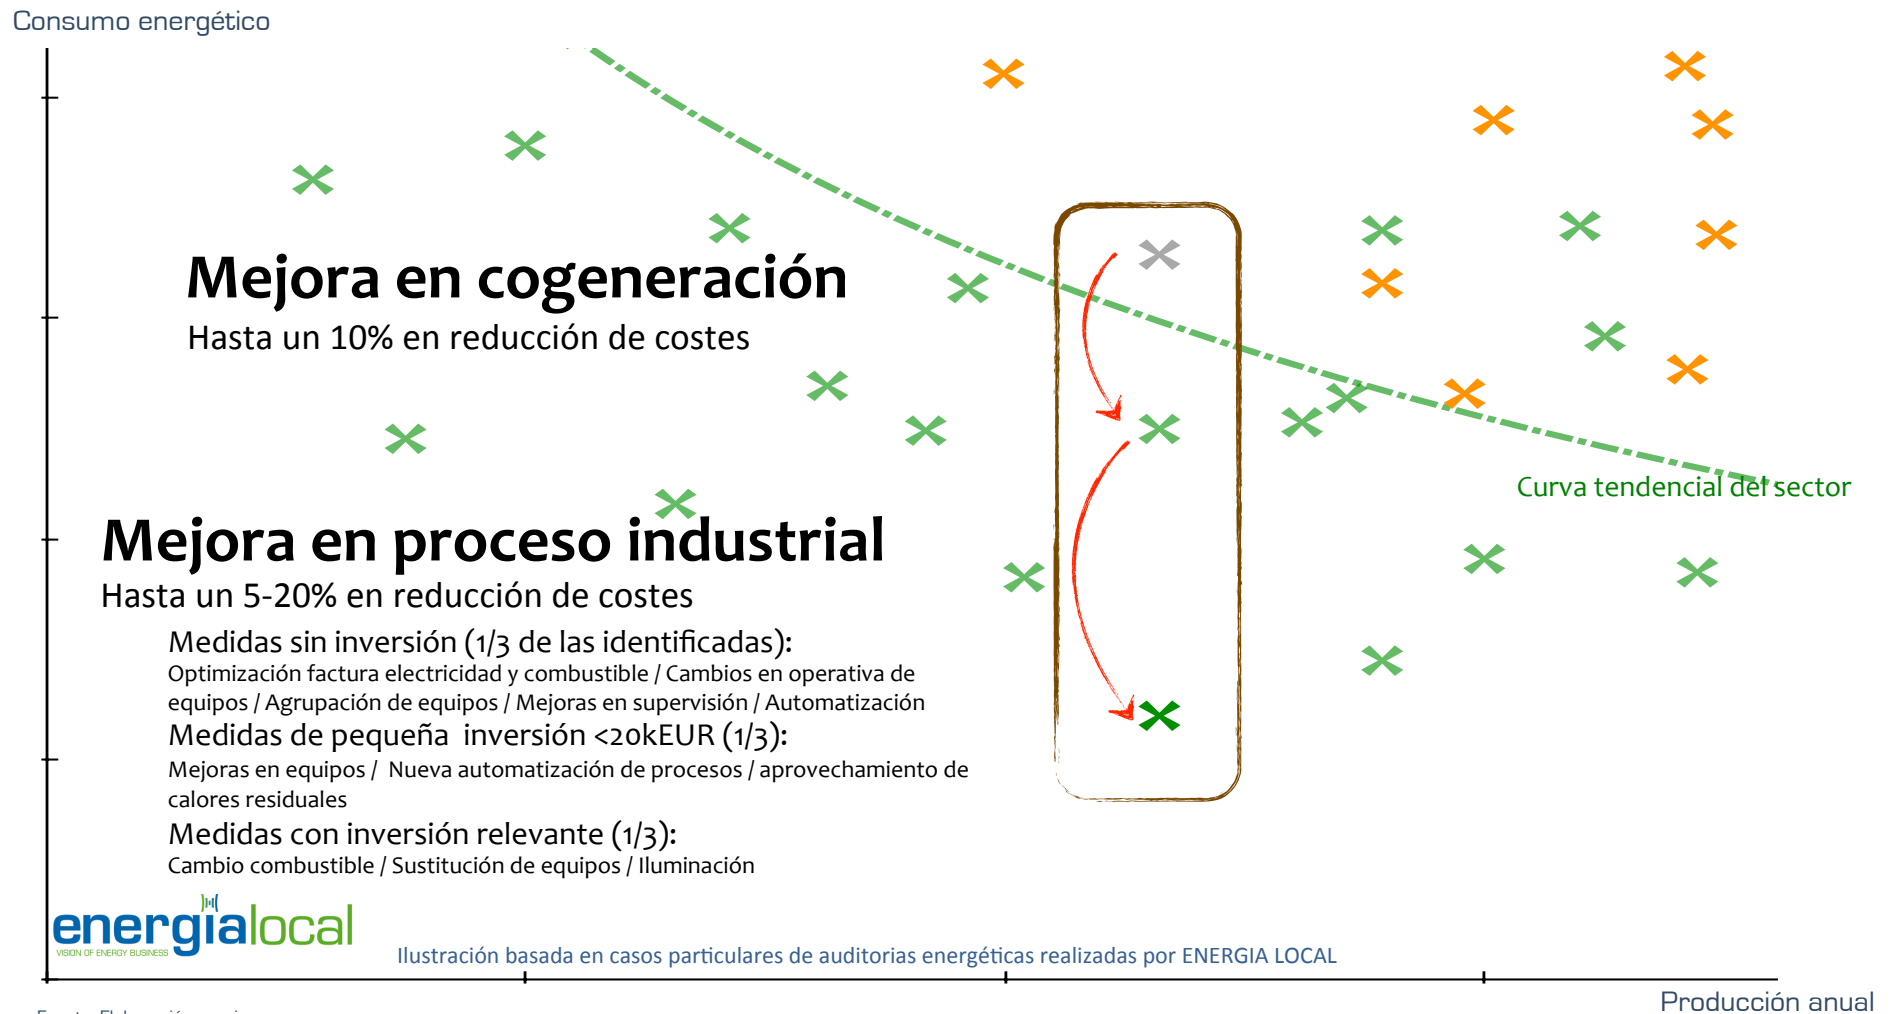 Consumo energético
Mejora en cogeneración
Hasta un 10% en reducción de costes
Curva tendencial del sector
Mejora en proceso industrial
Hasta un 5-20% en reducción de costes
Medidas sin inversión (1/3 de las identificadas):
Optimización factura electricidad y combustible / Cambios en operativa de
equipos / Agrupación de equipos / Mejoras en supervisión / Automatización
Medidas de pequeña inversión <20kEUR (1/3):
Mejoras en equipos / Nueva automatización de procesos / aprovechamiento de
calores residuales
Medidas con inversión relevante (1/3):
Cambio combustible / Sustitución de equipos / Iluminación
energíalocal
VISION OF ENERGY BUSINESS
Ilustración basada en casos particulares de auditorias energéticas realizadas por ENERGIA LOCAL
Producción anual